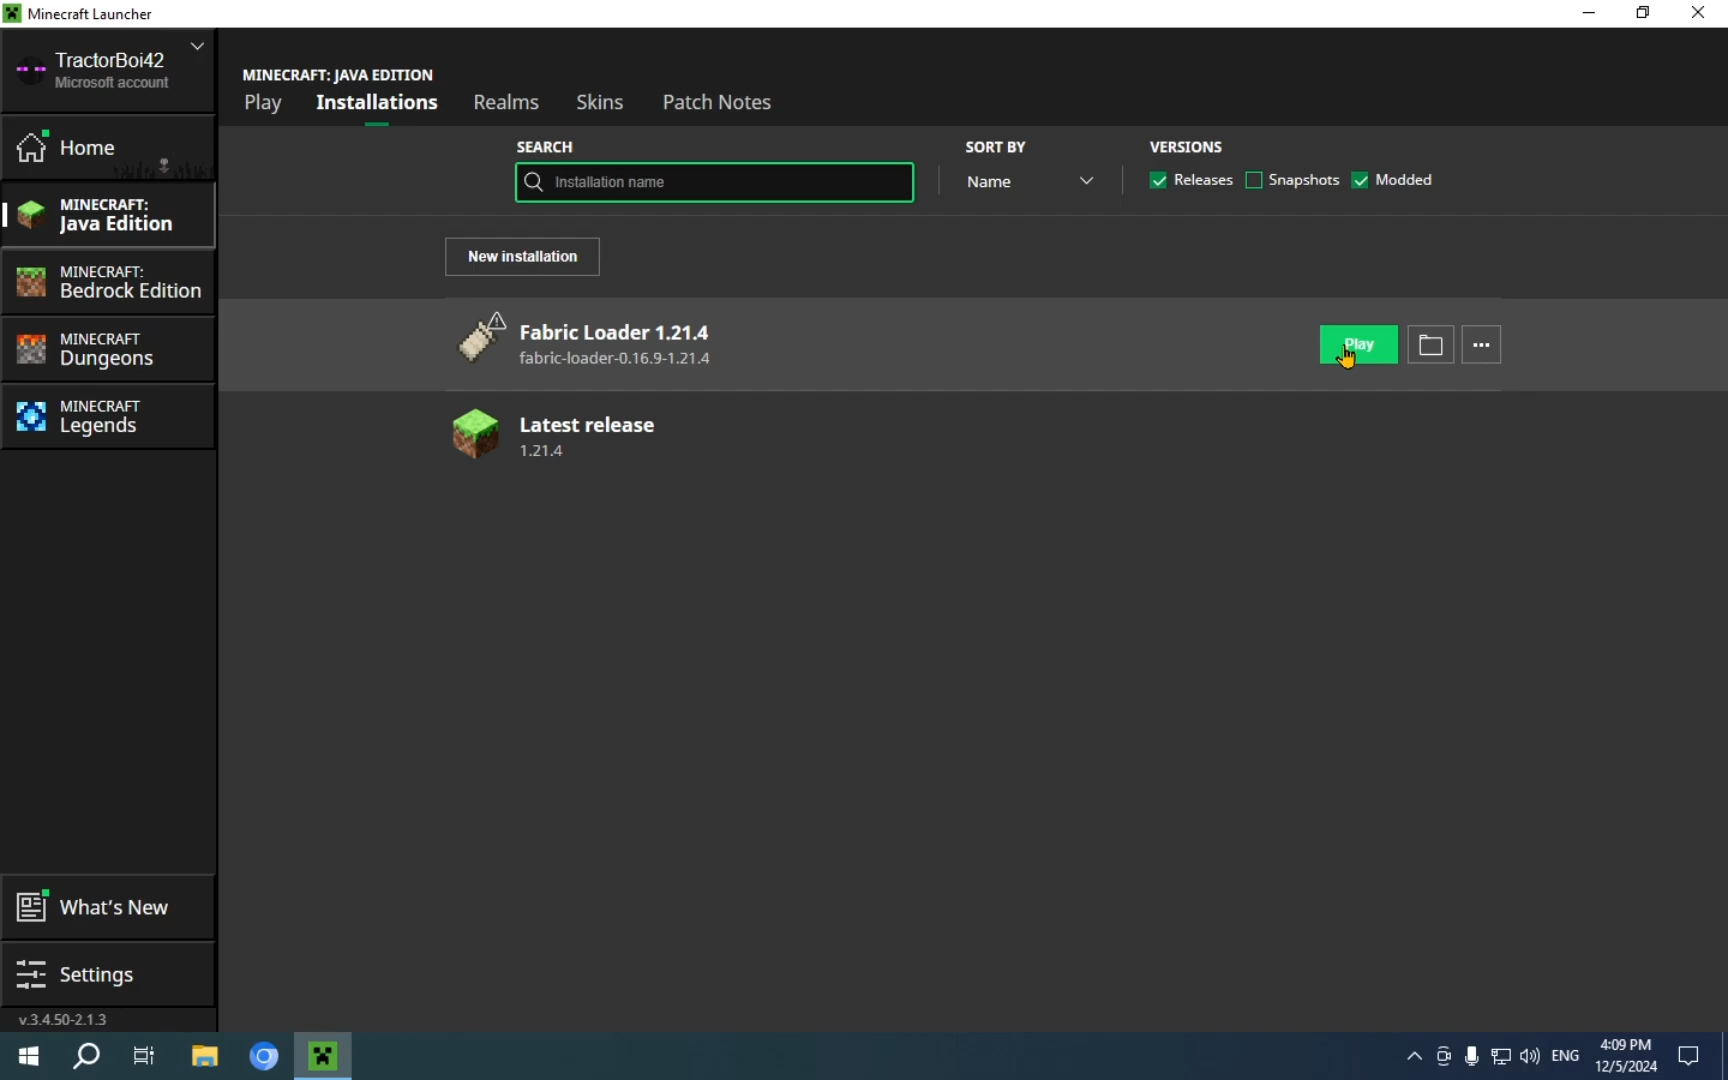 Minecraft Launcher
TractorBoi42
Microsoft account
Home
MINECRAFT:
Java Edition
MINECRAFT:
Bedrock Edition
MINECRAFT
Dungeons
MINECRAFT
Legends
What's New
Settings
v.3.4.50-2.1.3
MINECRAFT: JAVA EDITION
Play Installations Realms Skins Patch Notes
SEARCH SORT BY VERSIONS
Installation name Name Releases Snapshots Modded
New installation
Fabric Loader 1.21.4
fabric-loader-0.16.9-1.21.4
Play
Latest release
1.21.4
ENG
4:09 PM
12/5/2024